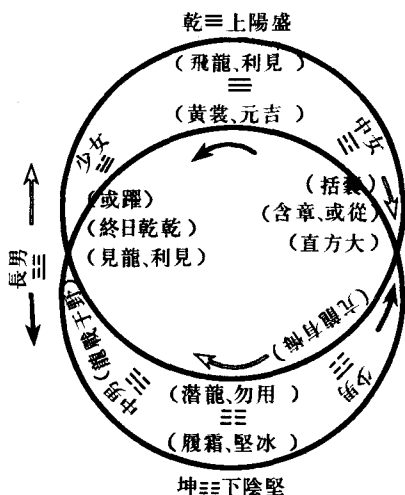 乾☰上陽盛
(飛龍、利見)
☰
(黃裳、元吉)
少女
中女
(或躍)
(終日乾乾)
(見龍、利見)
(括囊)
(含章、或從)
(直方大)
長男
中男(龍戰于野)
(亢龍有悔)
少男
(潛龍、勿用)
☷
(履霜、堅冰)
坤☷下陰堅